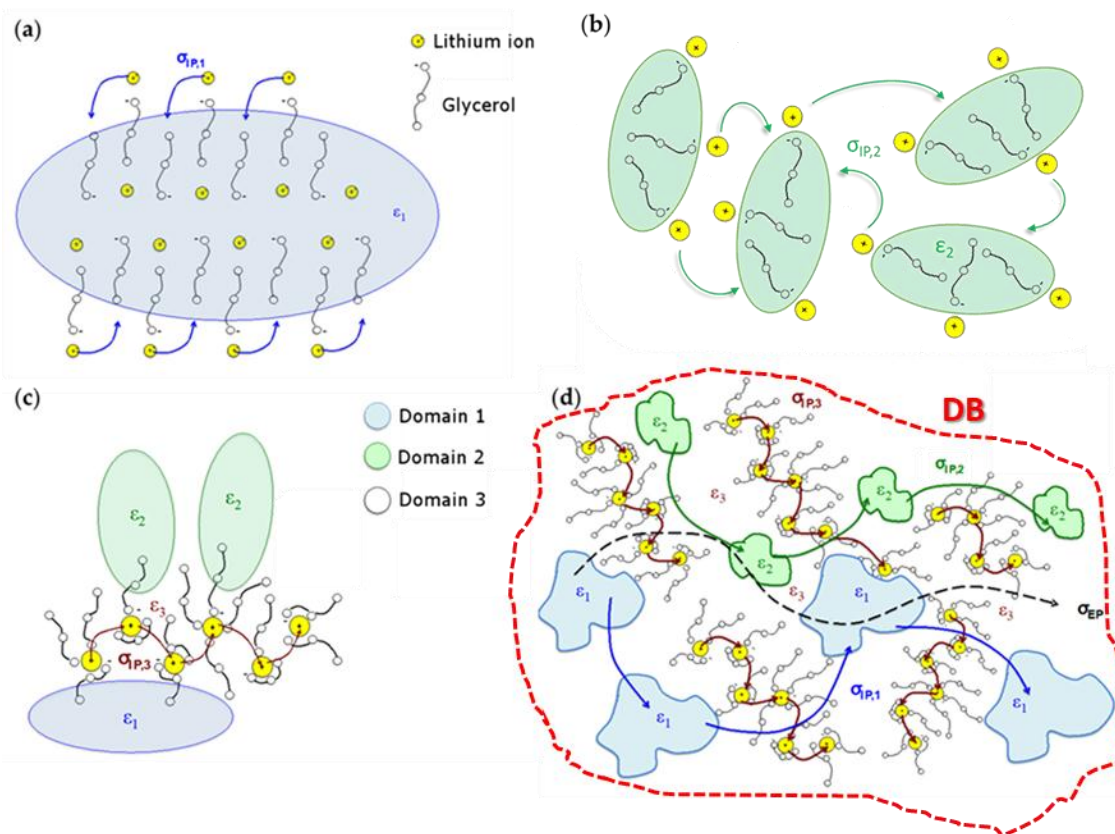 (a)
σIP,1
Lithium ion
Glycerol
ε1
(b)
σIP,2
ε2
(c)
ε2
ε2
ε3
σIP,3
ε1
Domain 1
Domain 2
Domain 3
(d)
DB
σIP,3
ε2
σIP,2
ε2
ε2
ε3
ε2
ε1
ε3
ε1
ε3
σEP
σIP,1
ε1
ε1